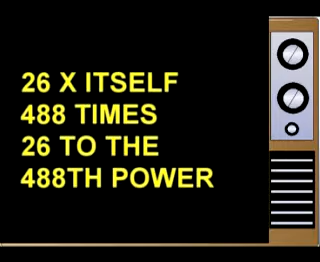 26 X ITSELF
488 TIMES
26 TO THE
488TH POWER